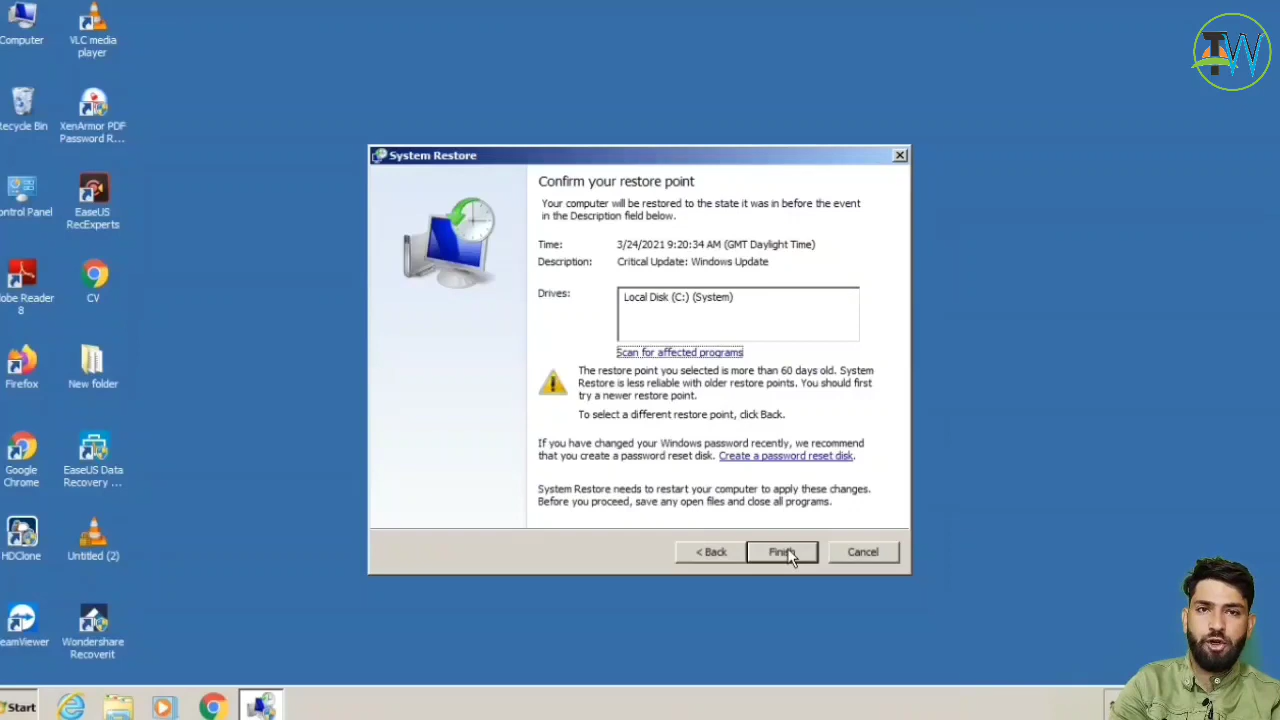 TW
Computer
VLC media
player
ecycle Bin
XenArmor PDF
Password R...
ontrol Panel
EaseUS
RecExperts
dobe Reader
8
CV
Firefox
New folder
Google
Chrome
EaseUS Data
Recovery ...
HDClone
Untitled (2)
eamViewer
Wondershare
Recoverit
System Restore
Confirm your restore point
Your computer will be restored to the state it was in before the event
in the Description field below.
Time: 3/24/2021 9:20:34 AM (GMT Daylight Time)
Description: Critical Update: Windows Update
Drives: Local Disk (C:) (System)
Scan for affected programs
The restore point you selected is more than 60 days old. System
Restore is less reliable with older restore points. You should first
try a newer restore point.
To select a different restore point, click Back.
If you have changed your Windows password recently, we recommend
that you create a password reset disk. Create a password reset disk.
System Restore needs to restart your computer to apply these changes.
Before you proceed, save any open files and close all programs.
< Back Finish Cancel
Start